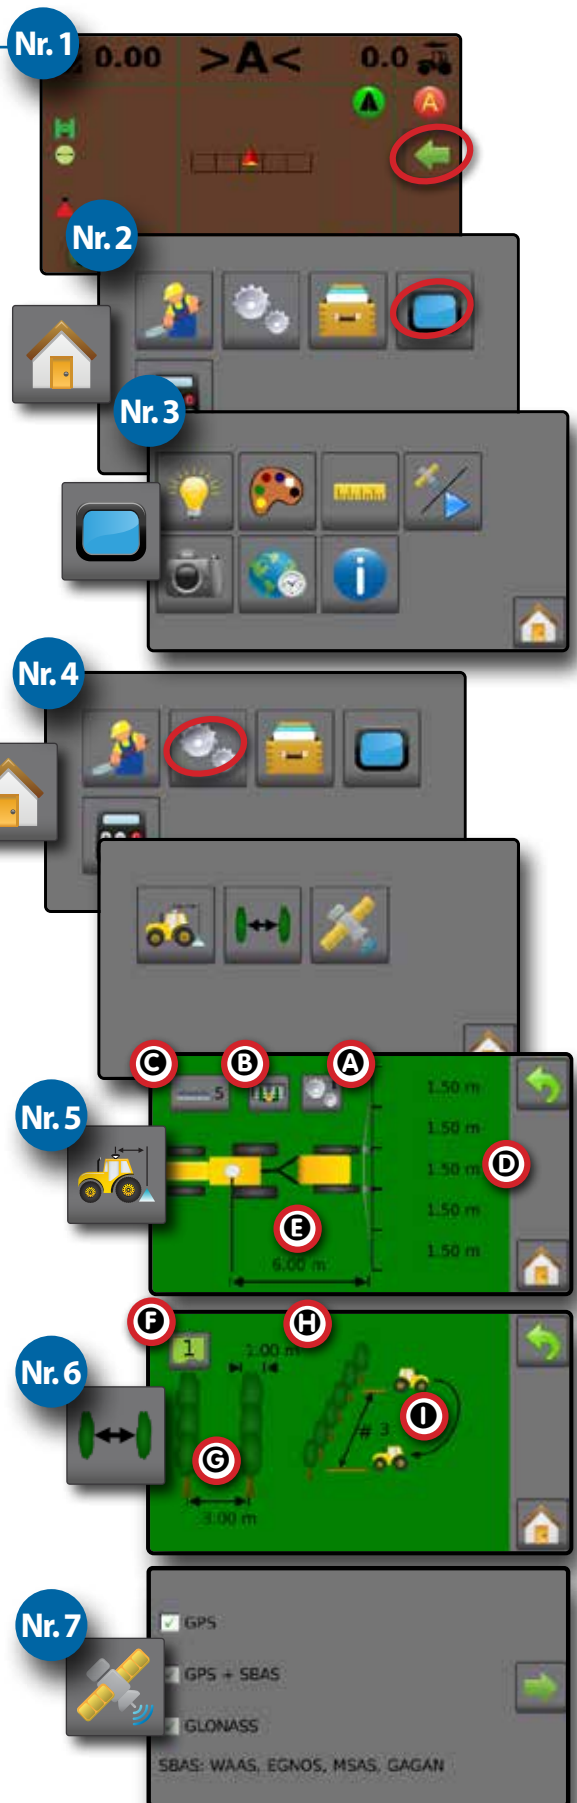 Nr. 1
0.00 >A< 0.0
A
Nr. 2
Nr. 3
Nr. 4
C B A
5
1.50 m
Nr. 5
1.50 m
1.50 m D
E
1.50 m
6.00 m
1.50 m
F H
1 1.00 m
Nr. 6
I
# 3
G
3.00 m
Nr. 7
GPS
GPS + SBAS
GLONASS
SBAS: WAAS, EGNOS, MSAS, GAGAN